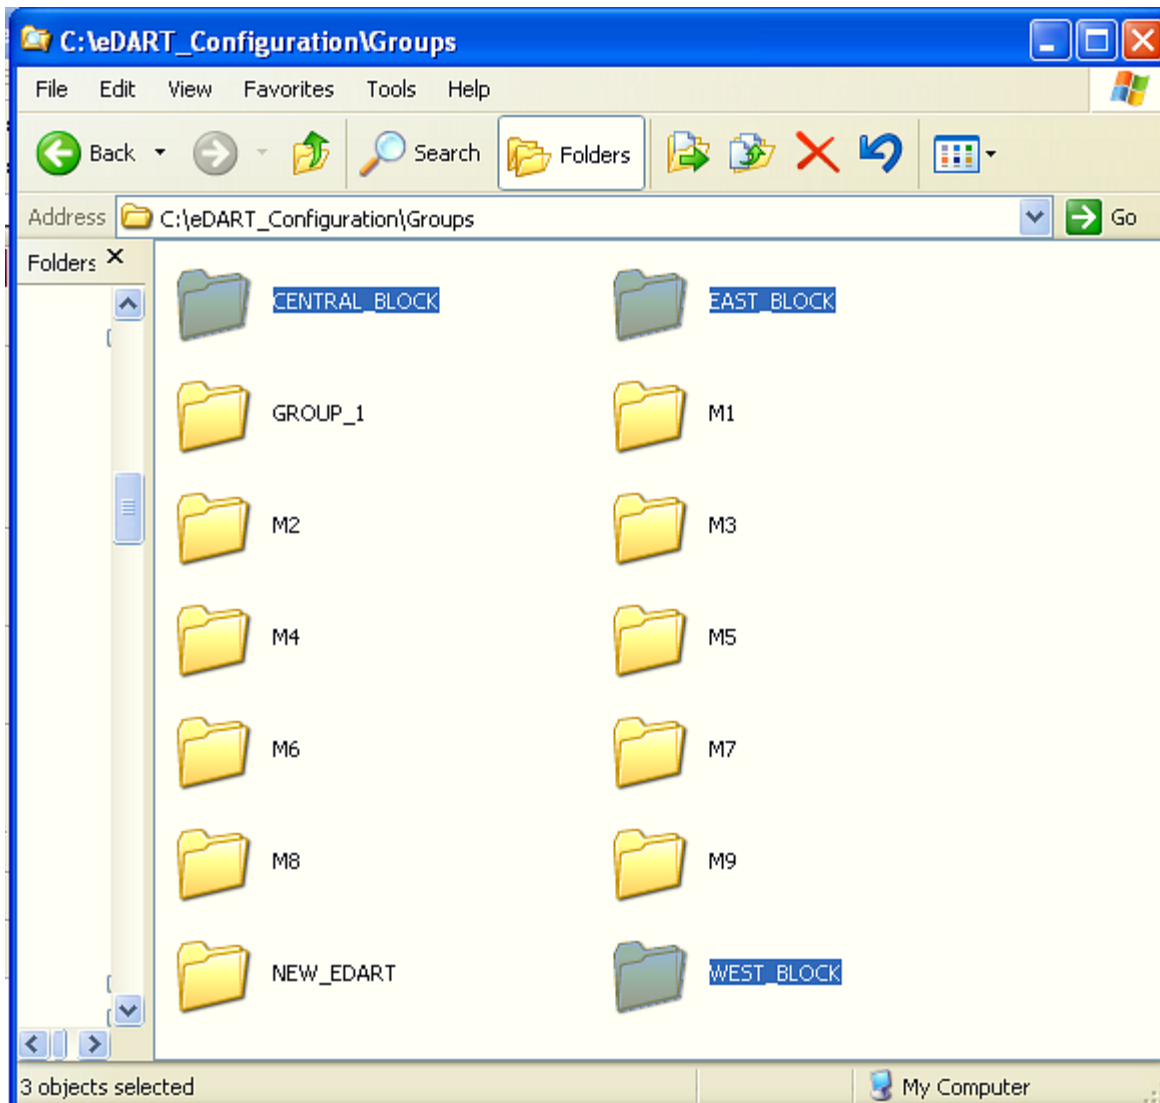 C:\eDART_Configuration\Groups
File Edit View Favorites Tools Help
Back Search Folders
Address C:\eDART_Configuration\Groups Go
Folders
CENTRAL_BLOCK EAST_BLOCK
GROUP_1 M1
M2 M3
M4 M5
M6 M7
M8 M9
NEW_EDART WEST_BLOCK
3 objects selected My Computer